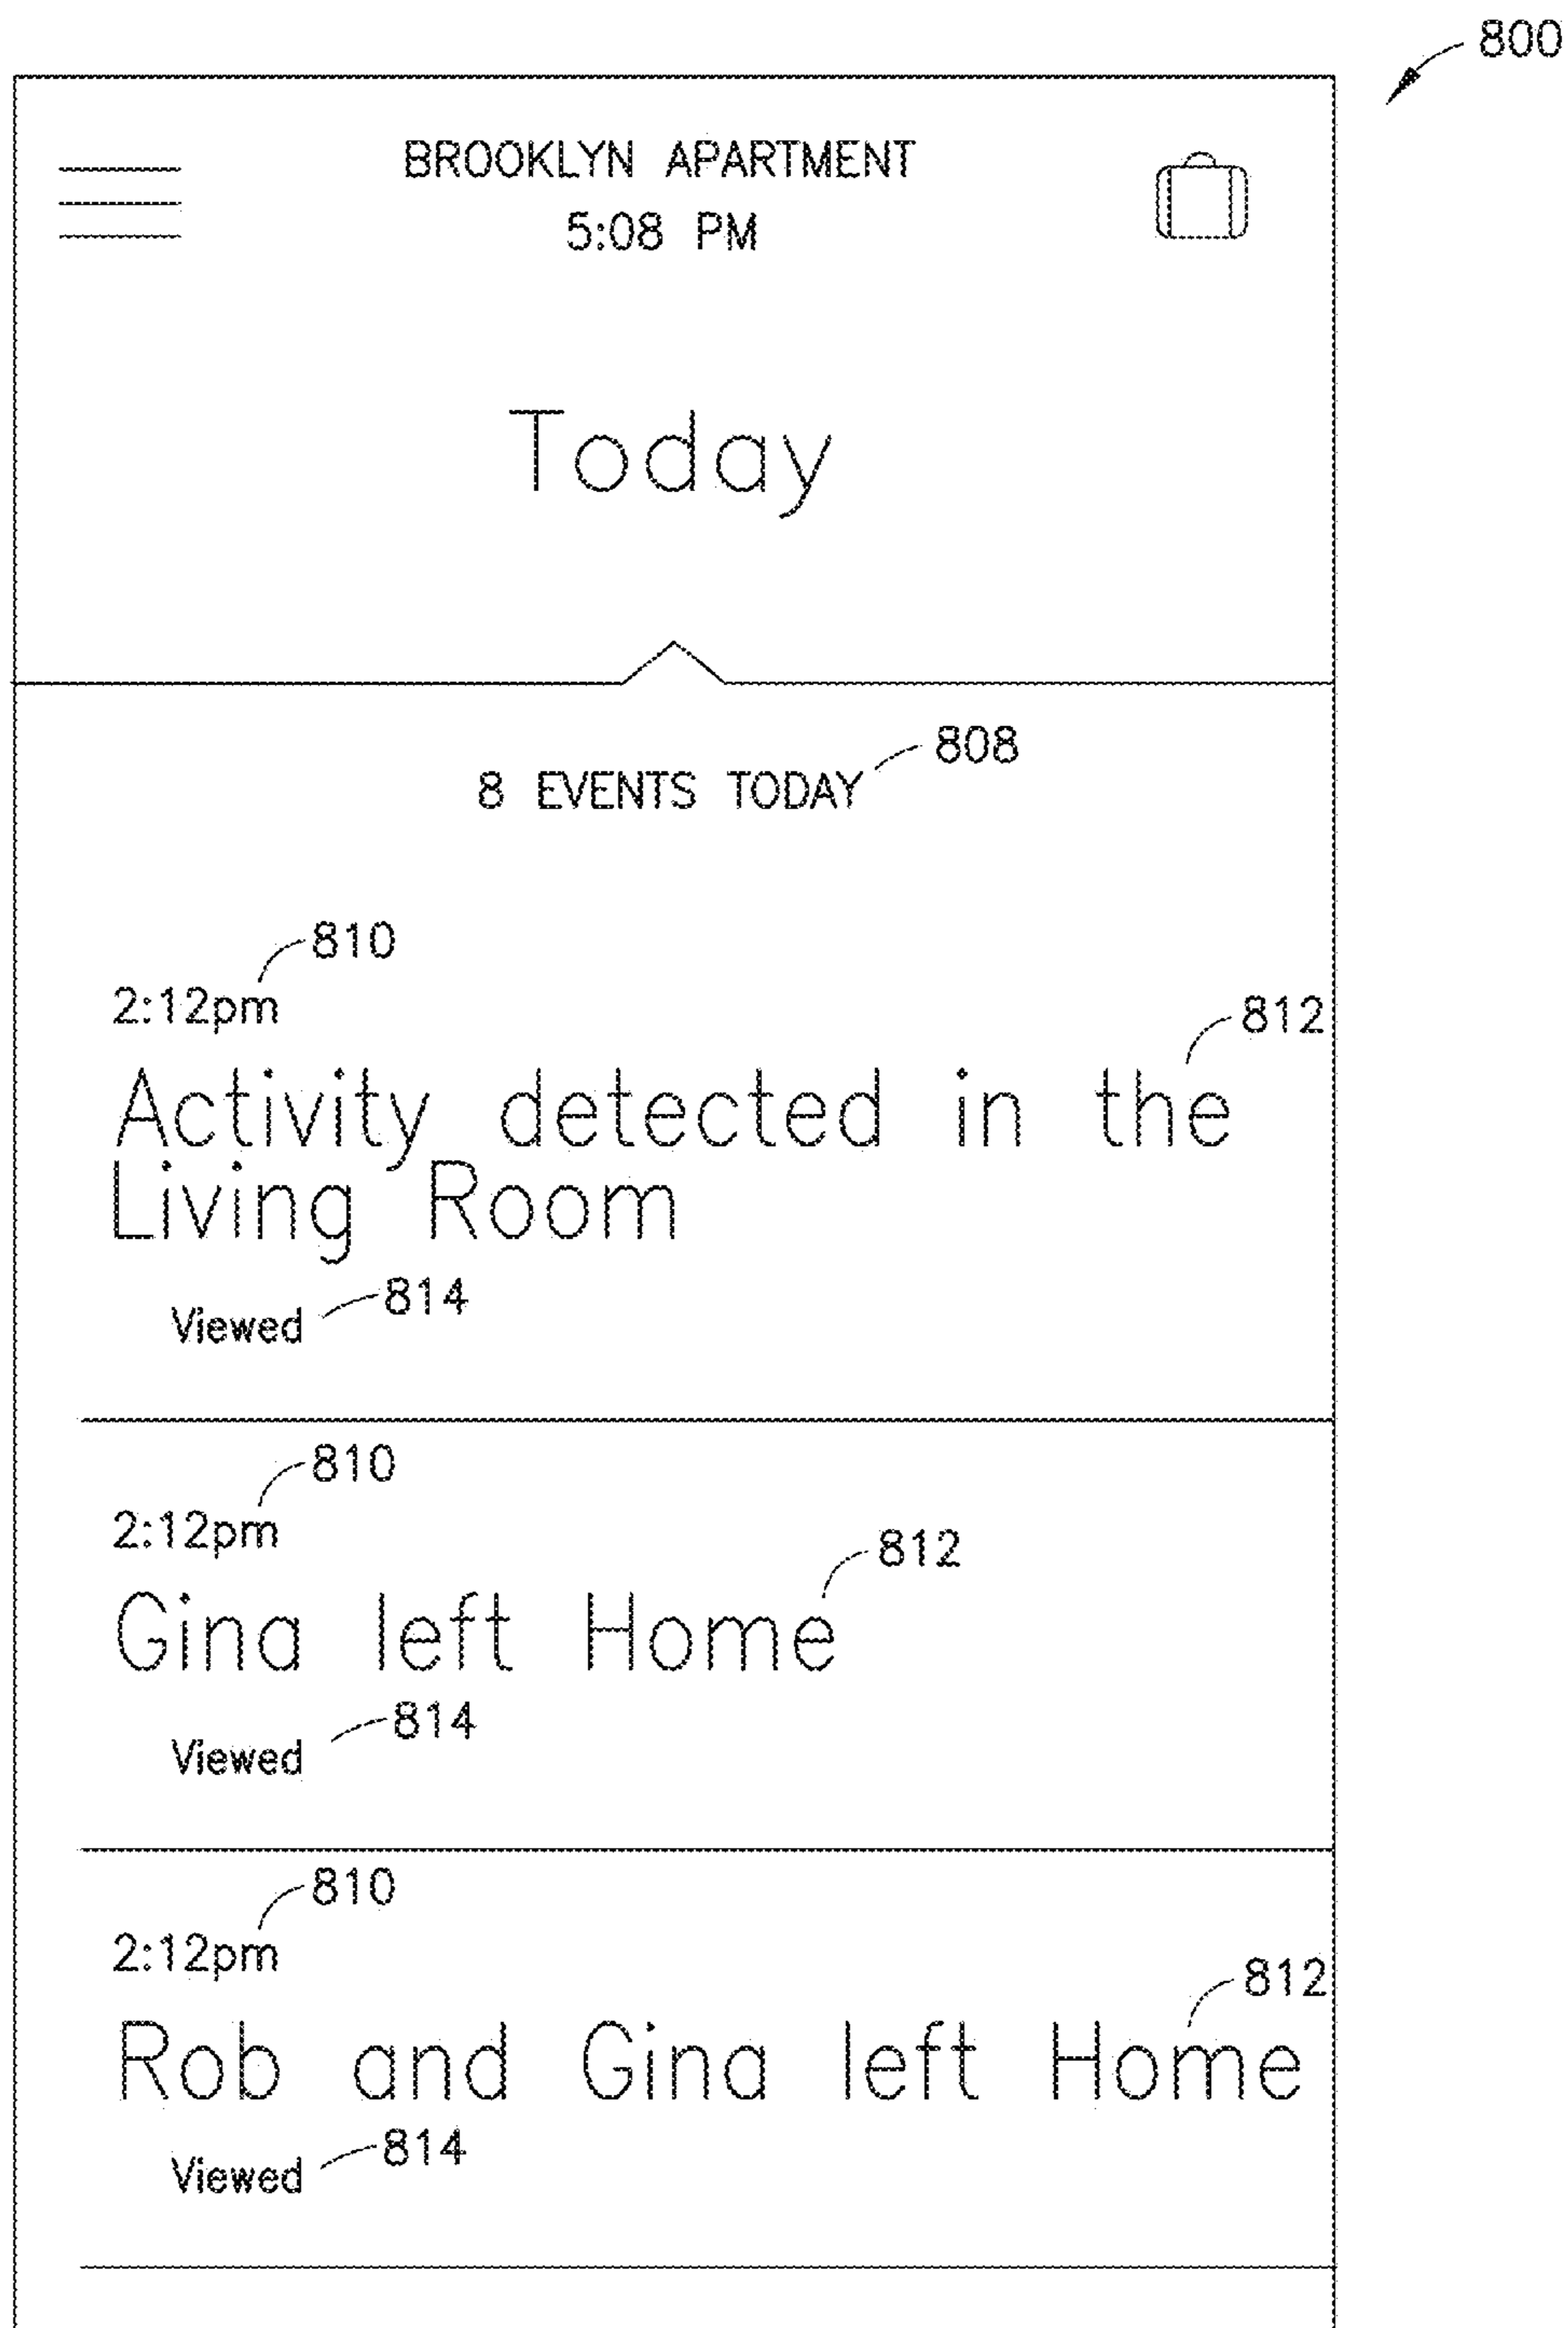 800
BROOKLYN APARTMENT
5:08 PM
Today
808
8 EVENTS TODAY
810
2:12pm
812
Activity detected in the
Living Room
814
Viewed
810
2:12pm
812
Gina left Home
814
Viewed
810
2:12pm
812
Rob and Gina left Home
814
Viewed